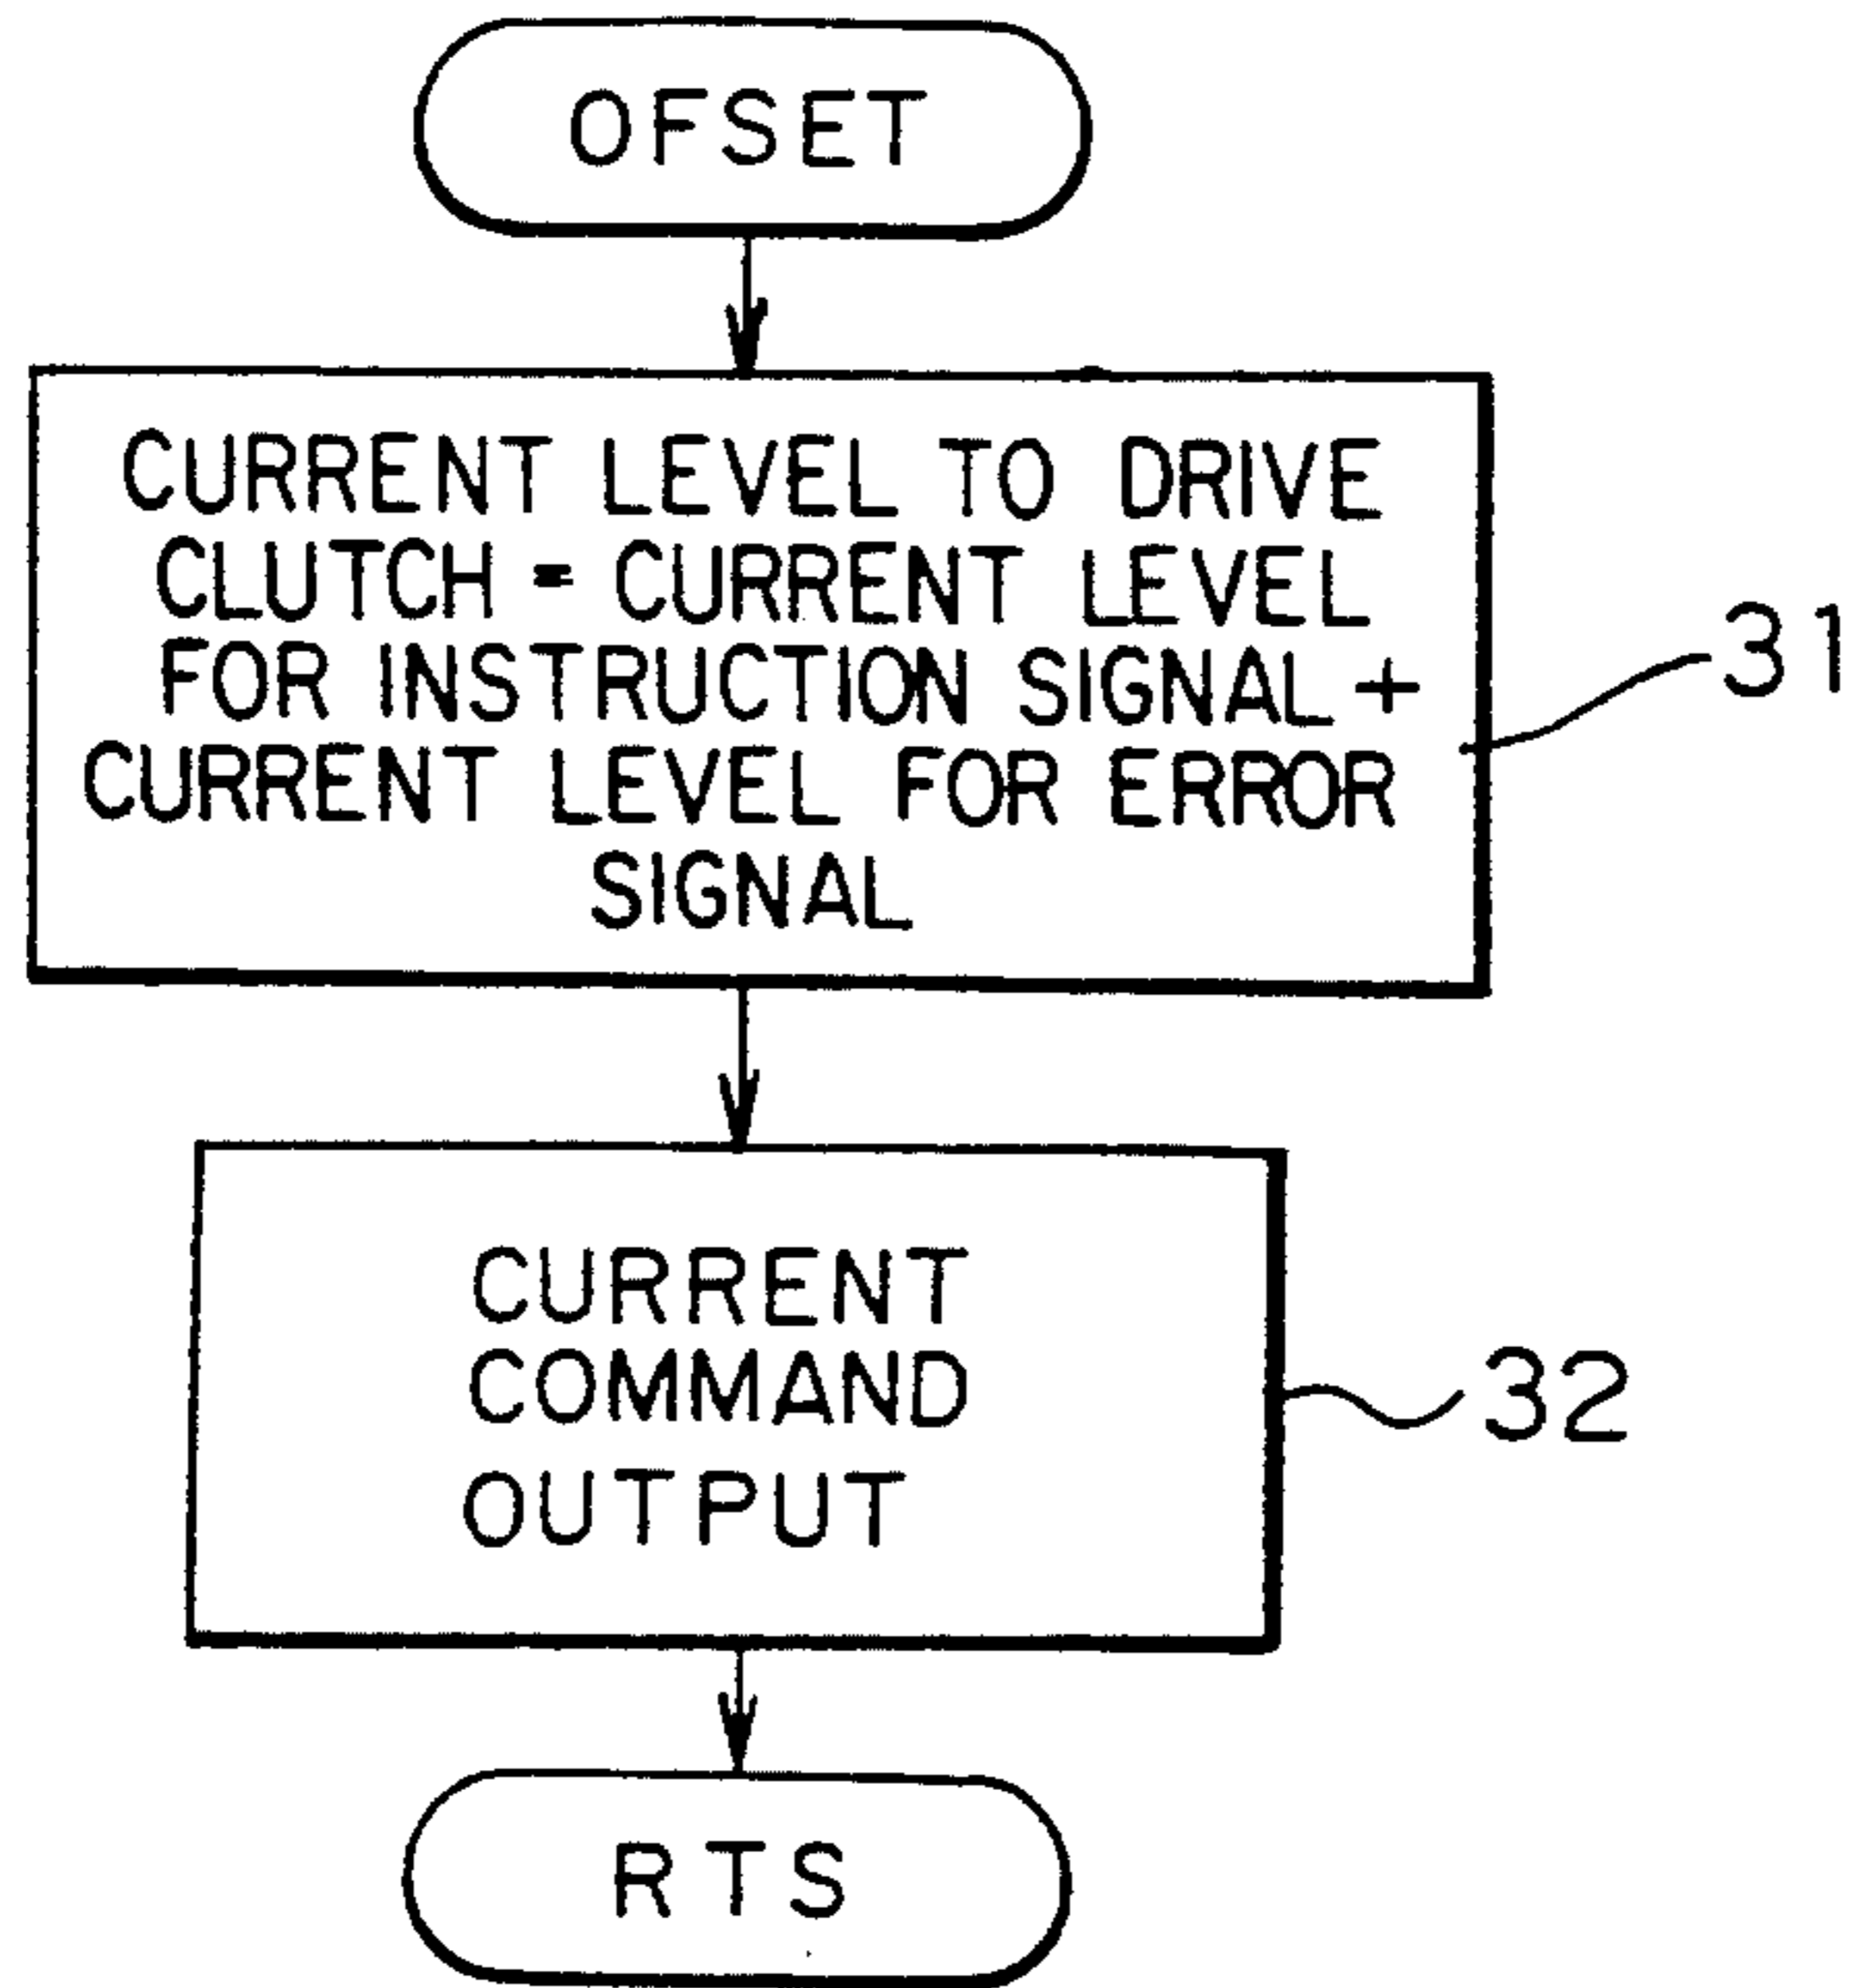 OFSET
CURRENT LEVEL TO DRIVE
CLUTCH = CURRENT LEVEL
FOR INSTRUCTION SIGNAL +
CURRENT LEVEL FOR ERROR
SIGNAL
31
CURRENT
COMMAND
OUTPUT
32
RTS